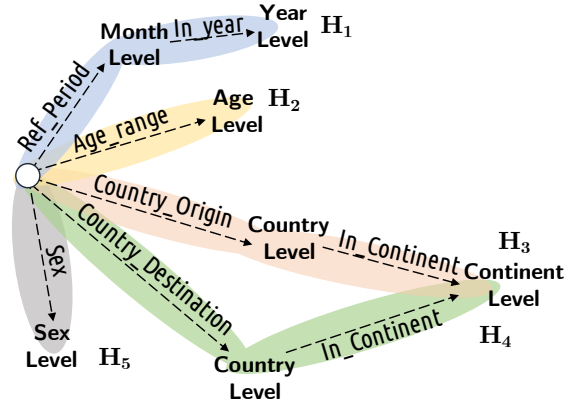 Year
Level
H1
Month
Level
In_year
Ref_Period
Age
Level
H2
Age_range
Country_Origin
Country
Level
In_Continent
H3
Continent
Level
Country_Destination
In_Continent
H4
Country
Level
Sex
Sex
Level
H5